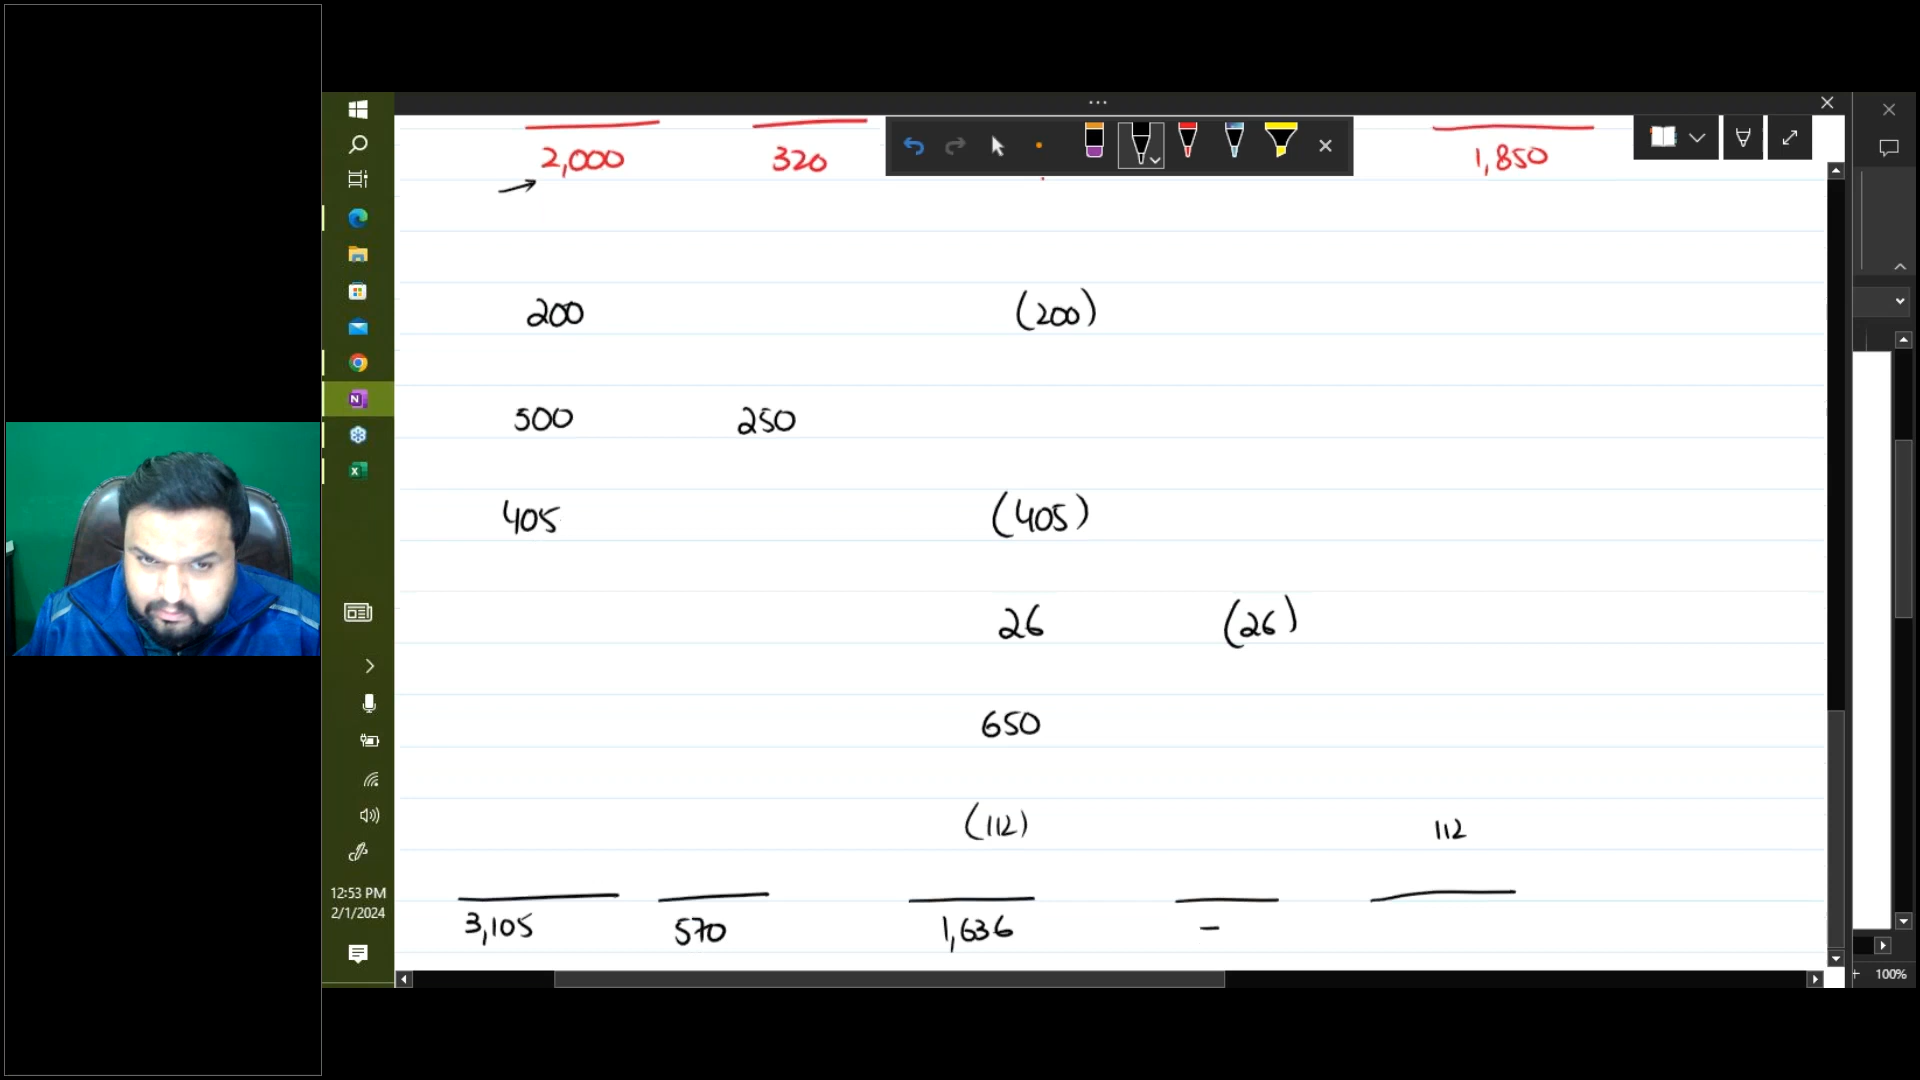 2,000 320 1,850
200 (200)
500 250
405 (405)
26 (26)
650
(112) 112
3,105 570 1,636 –
12:53 PM
2/1/2024
100%